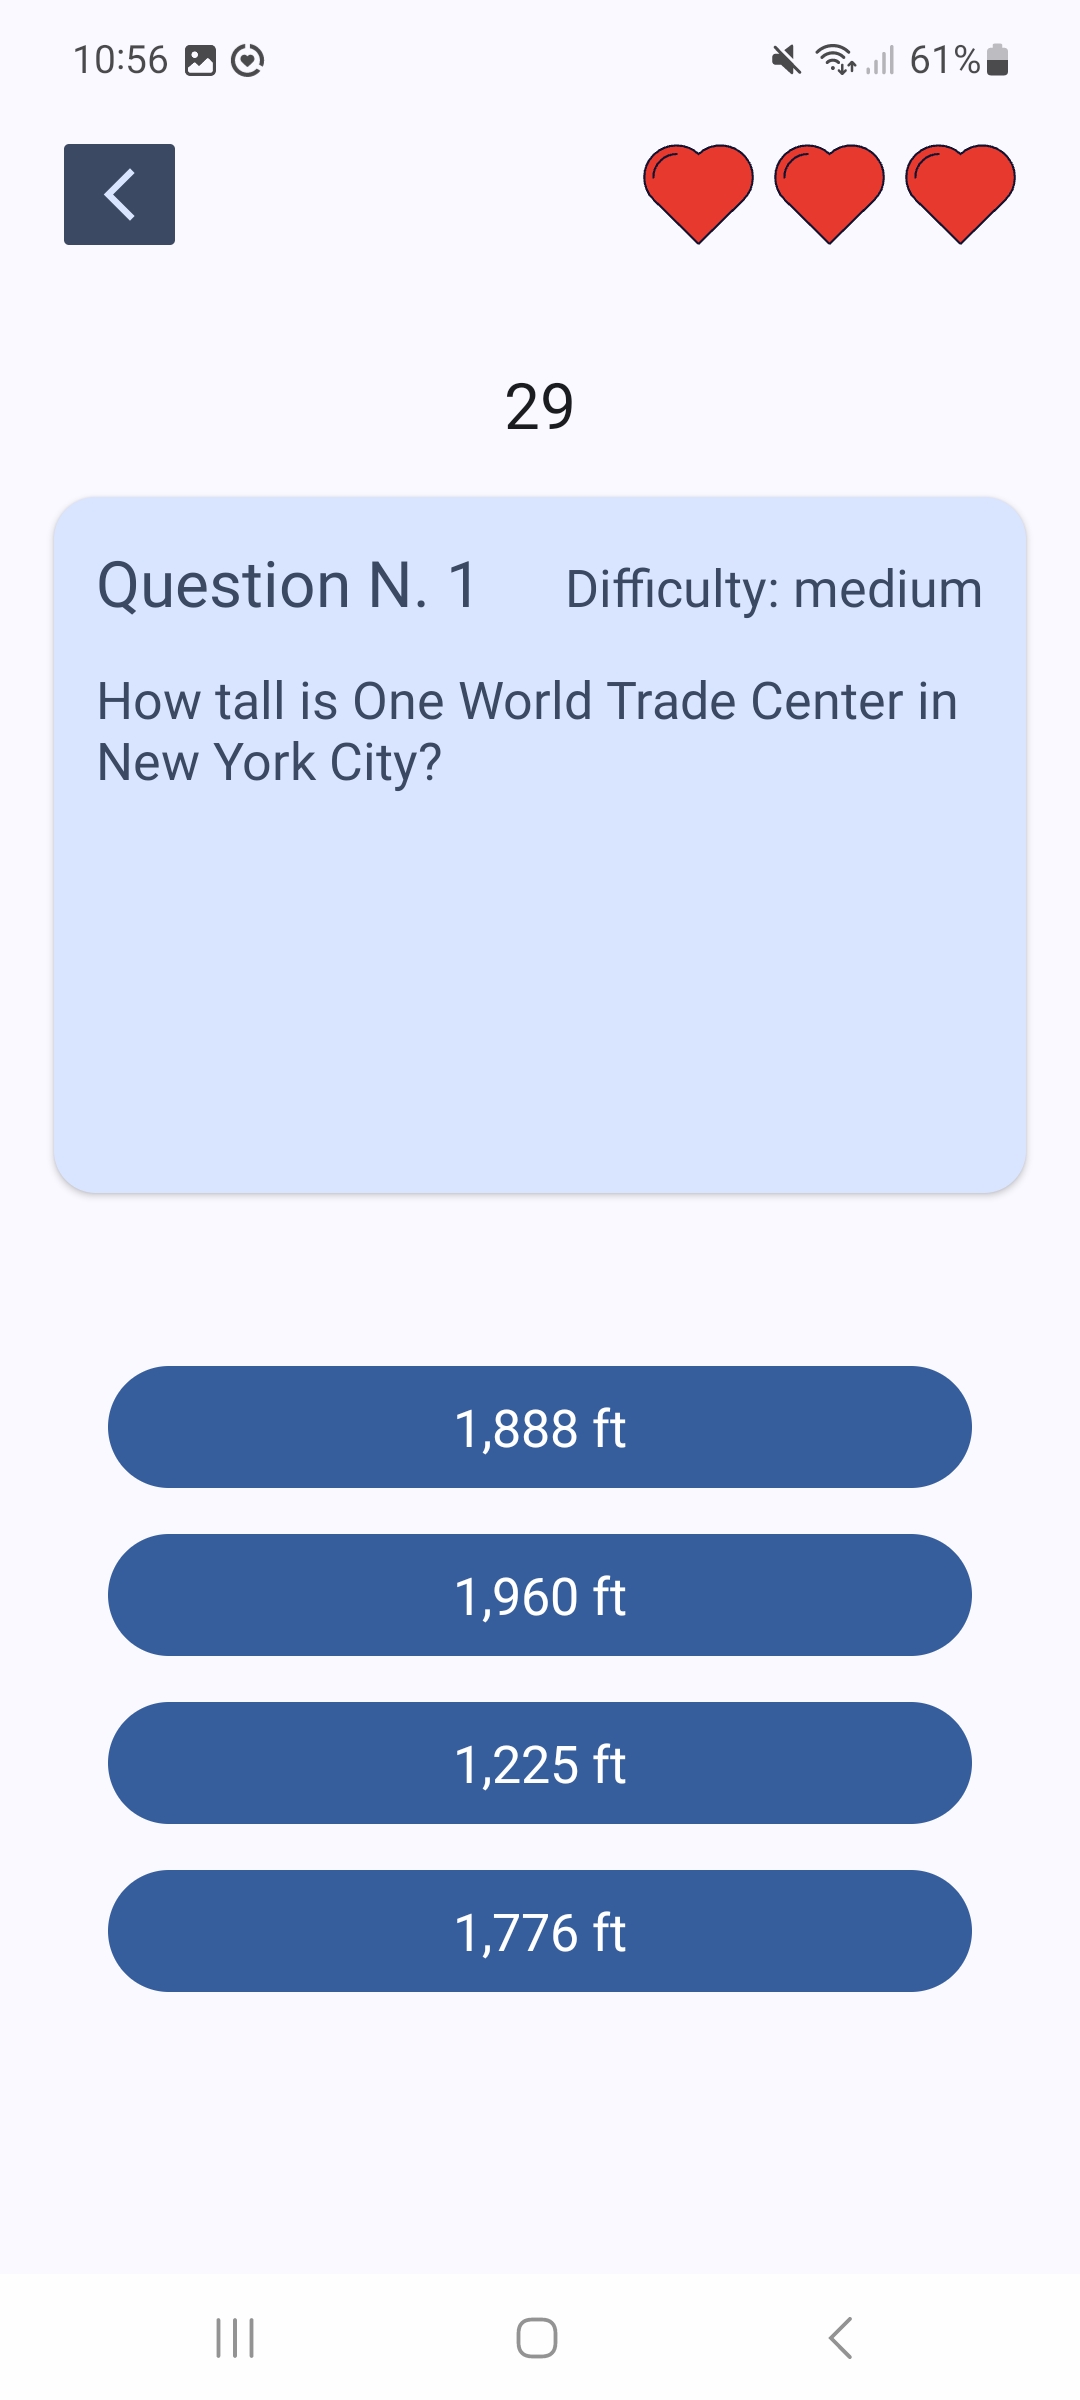 10:56
61%
29
Question N. 1
Difficulty: medium
How tall is One World Trade Center in
New York City?
1,888 ft
1,960 ft
1,225 ft
1,776 ft